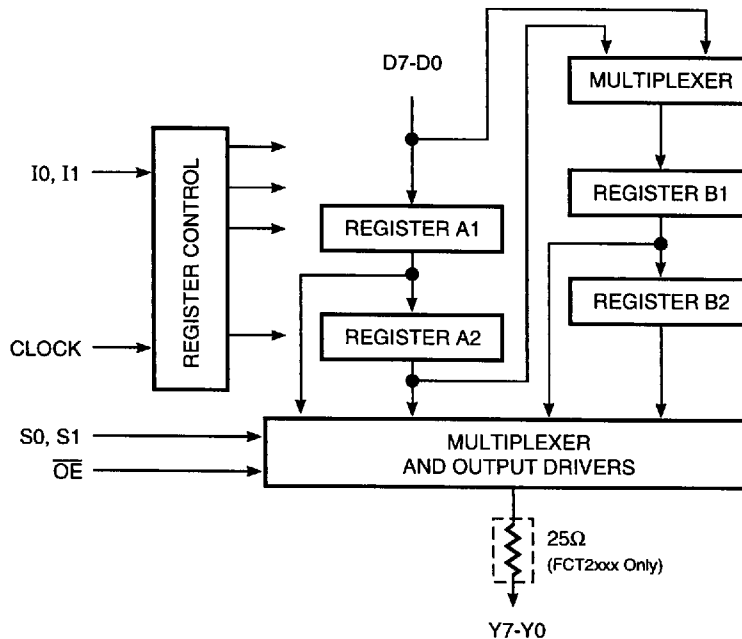 D7-D0
MULTIPLEXER
I0, I1
REGISTER CONTROL
REGISTER A1
REGISTER B1
REGISTER A2
REGISTER B2
CLOCK
S0, S1
OE
MULTIPLEXER
AND OUTPUT DRIVERS
25Ω
(FCT2xxx Only)
Y7-Y0